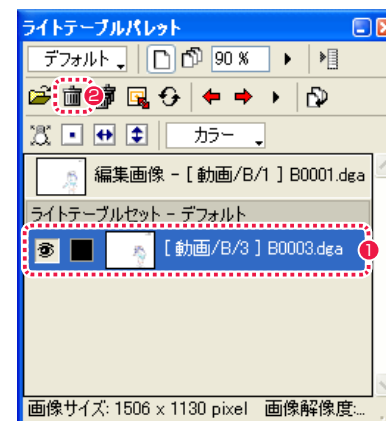 ライトテーブルパレット
デフォルト 90 %
2
カラー
編集画像 - [ 動画/B/1 ] B0001.dga
ライトテーブルセット - デフォルト
[ 動画/B/3 ] B0003.dga 1
画像サイズ: 1506 x 1130 pixel 画像解像度:...